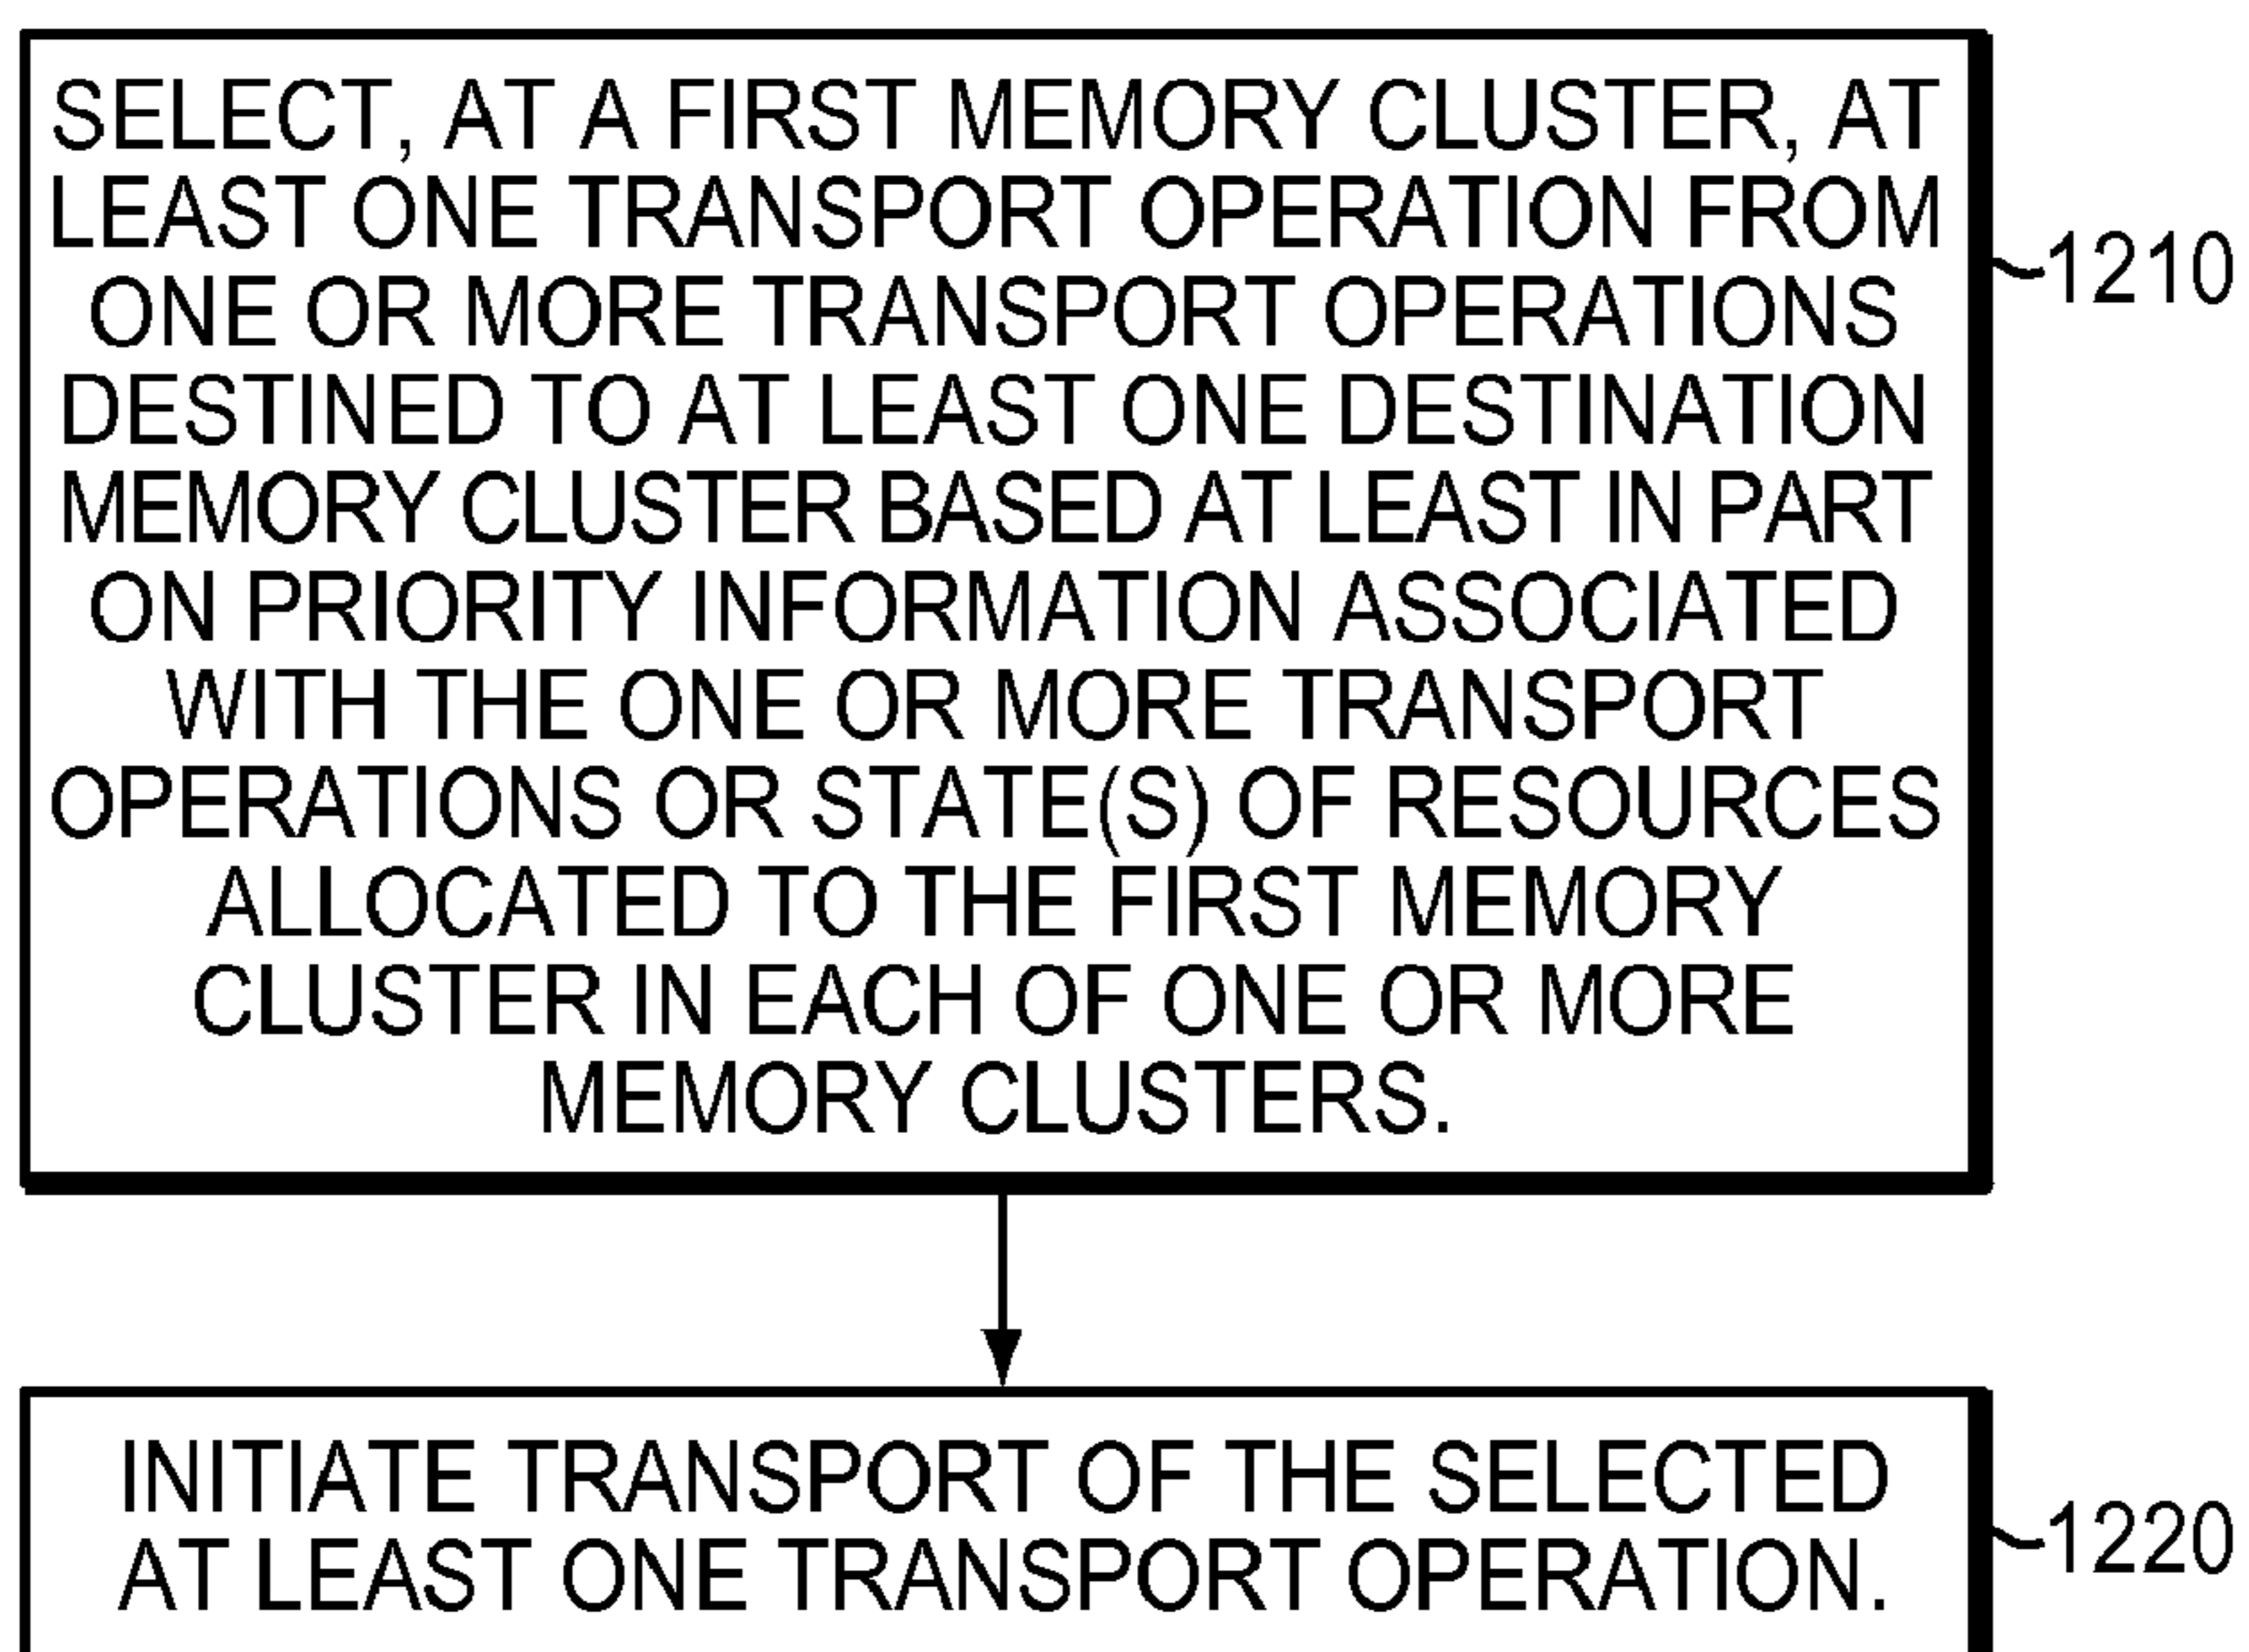 SELECT, AT A FIRST MEMORY CLUSTER, AT
LEAST ONE TRANSPORT OPERATION FROM
ONE OR MORE TRANSPORT OPERATIONS
DESTINED TO AT LEAST ONE DESTINATION
MEMORY CLUSTER BASED AT LEAST IN PART
ON PRIORITY INFORMATION ASSOCIATED
WITH THE ONE OR MORE TRANSPORT
OPERATIONS OR STATE(S) OF RESOURCES
ALLOCATED TO THE FIRST MEMORY
CLUSTER IN EACH OF ONE OR MORE
MEMORY CLUSTERS.
1210
INITIATE TRANSPORT OF THE SELECTED
AT LEAST ONE TRANSPORT OPERATION.
1220